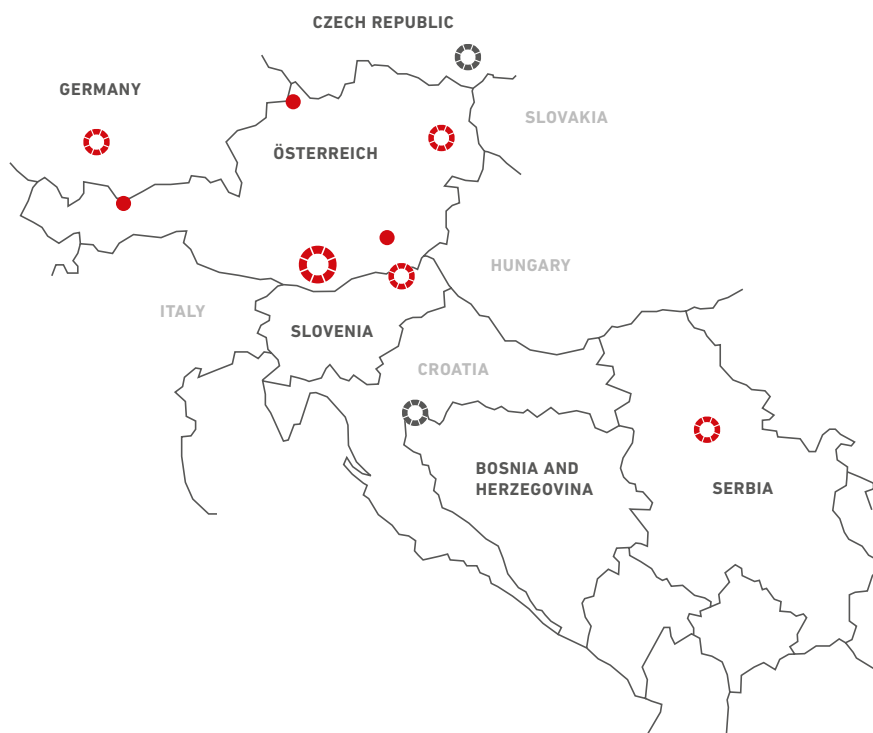 CZECH REPUBLIC
GERMANY
SLOVAKIA
ÖSTERREICH
HUNGARY
ITALY
SLOVENIA
CROATIA
BOSNIA AND
HERZEGOVINA
SERBIA